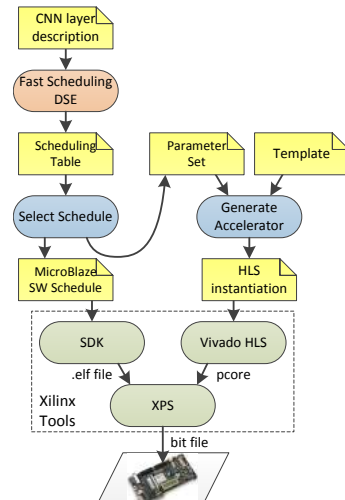 CNN layer
description
Fast Scheduling
DSE
Scheduling
Table
Parameter
Set
Template
Select Schedule
Generate
Accelerator
MicroBlaze
SW Schedule
HLS
instantiation
SDK
Vivado HLS
.elf file
pcore
Xilinx
Tools
XPS
bit file